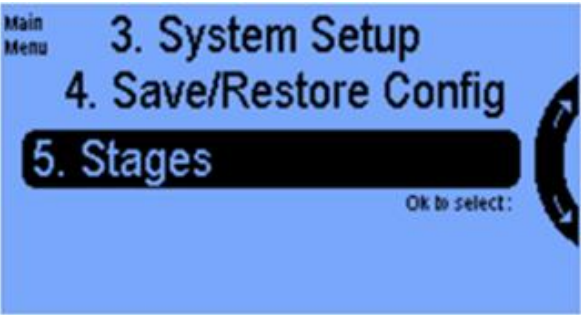 Main
Menu
3. System Setup
4. Save/Restore Config
5. Stages
Ok to select: